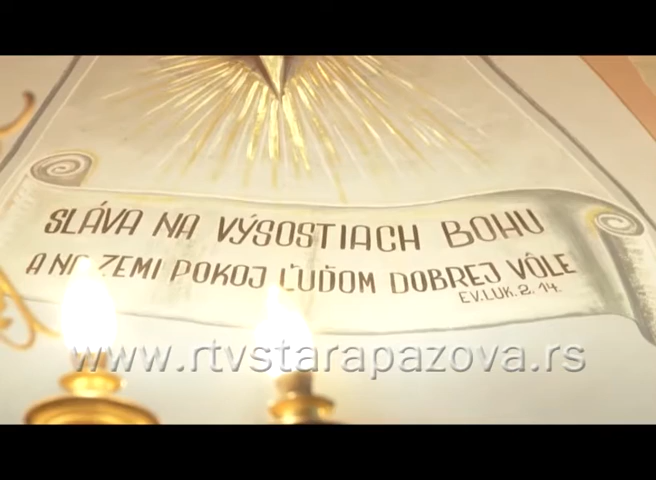 SLÁVA NA VÝSOSTIACH BOHU
A NA ZEMI POKOJ ĽUĎOM DOBREJ VÔLE
EV.LUK. 2. 14.
www.rtvstarapazova.rs